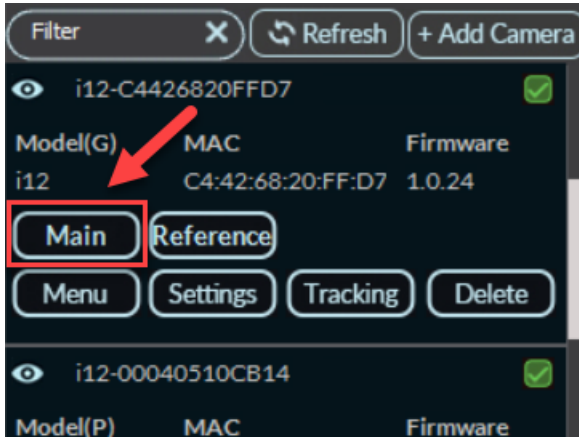 Filter Refresh + Add Camera
i12-C4426820FFD7
Model(G) MAC Firmware
i12 C4:42:68:20:FF:D7 1.0.24
Main Reference
Menu Settings Tracking Delete
i12-00040510CB14
Model(P) MAC Firmware